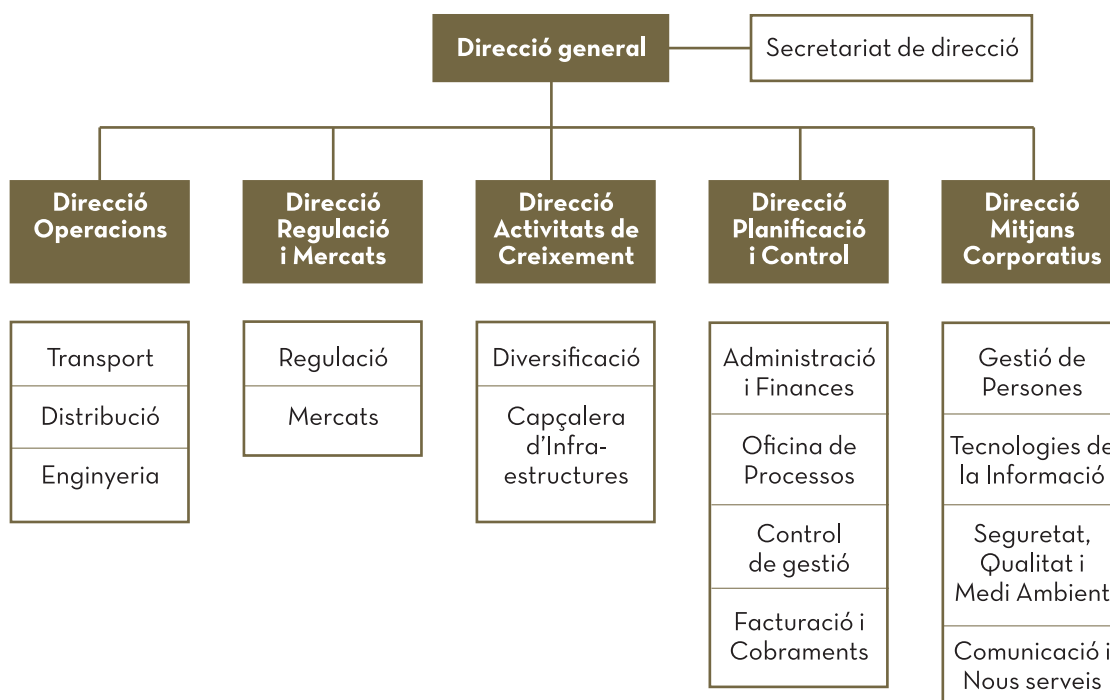 Direcció general
Secretariat de direcció
Direcció
Operacions
Direcció
Regulació
i Mercats
Direcció
Activitats de
Creixement
Direcció
Planificació
i Control
Direcció
Mitjans
Corporatius
Transport
Distribució
Enginyeria
Regulació
Mercats
Diversificació
Capçalera
d'Infra-
estructures
Administració
i Finances
Oficina de
Processos
Control
de gestió
Facturació i
Cobraments
Gestió de
Persones
Tecnologies de
la Informació
Seguretat,
Qualitat i
Medi Ambient
Comunicació i
Nous serveis